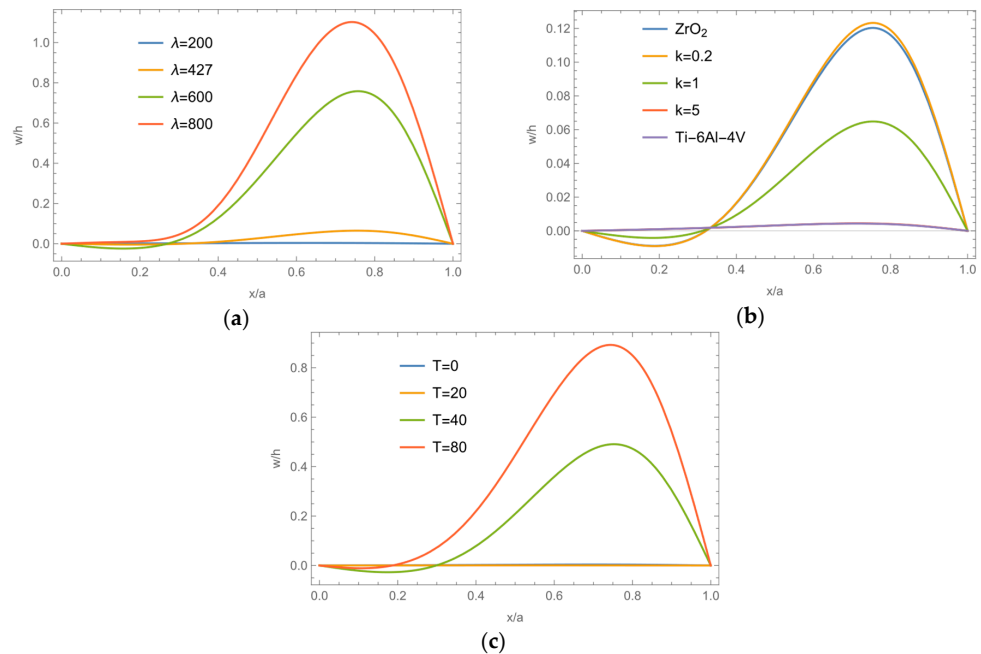 λ=200
λ=427
λ=600
λ=800
w/h
1.0
0.8
0.6
0.4
0.2
0.0
0.0 0.2 0.4 0.6 0.8 1.0
x/a
(a)
ZrO₂
k=0.2
k=1
k=5
Ti–6Al–4V
w/h
0.12
0.10
0.08
0.06
0.04
0.02
0.00
0.0 0.2 0.4 0.6 0.8 1.0
x/a
(b)
T=0
T=20
T=40
T=80
w/h
0.8
0.6
0.4
0.2
0.0
0.0 0.2 0.4 0.6 0.8 1.0
x/a
(c)